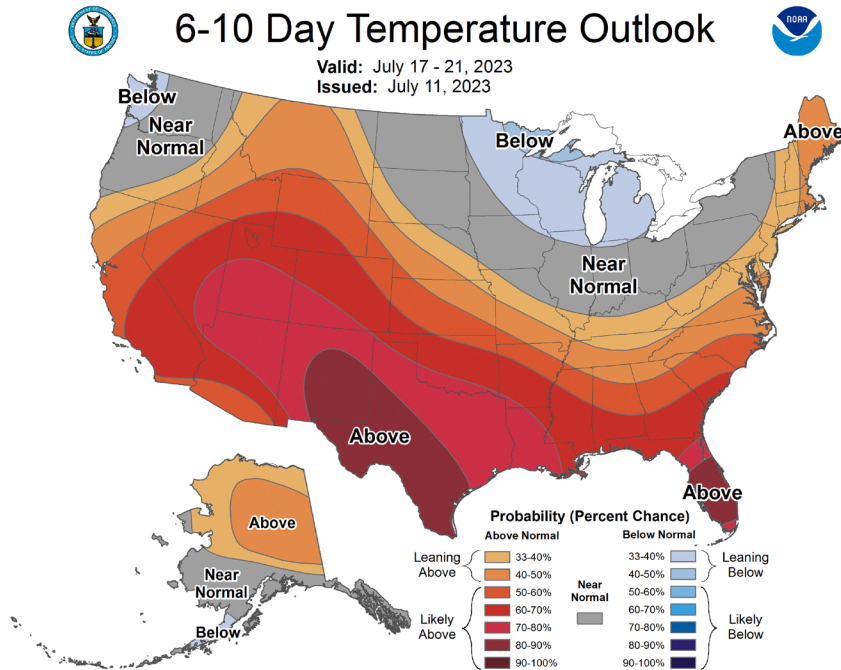 6-10 Day Temperature Outlook
NOAA
Valid: July 17 - 21, 2023
Issued: July 11, 2023
Below
Near
Normal
Below
Above
Near
Normal
Above
Above
Above
Near
Normal
Below
Probability (Percent Chance)
Above Normal
Below Normal
Leaning
Above
33-40%
40-50%
Likely
Above
50-60%
60-70%
70-80%
80-90%
90-100%
Near
Normal
33-40%
40-50%
Leaning
Below
50-60%
60-70%
70-80%
80-90%
90-100%
Likely
Below